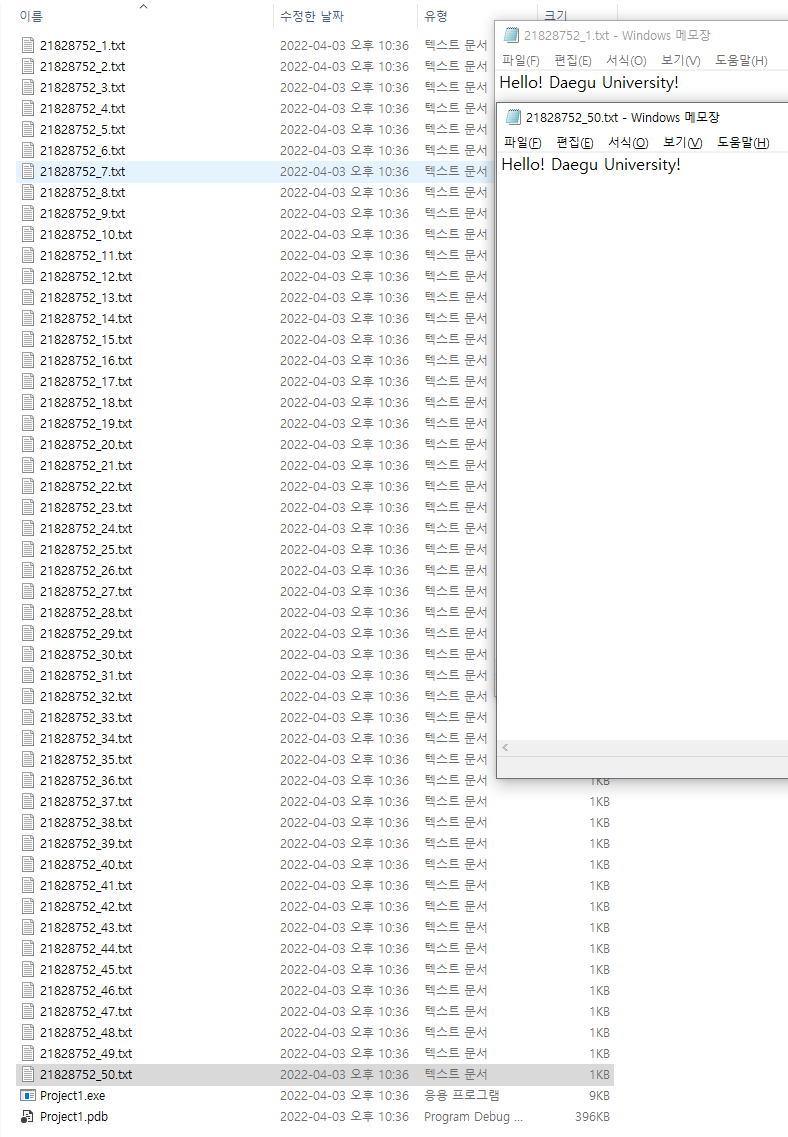 이름 수정한 날짜 유형 크기
21828752_1.txt 2022-04-03 오후 10:36 텍스트 문서
21828752_2.txt 2022-04-03 오후 10:36 텍스트 문서
21828752_3.txt 2022-04-03 오후 10:36 텍스트 문서
21828752_4.txt 2022-04-03 오후 10:36 텍스트 문서
21828752_5.txt 2022-04-03 오후 10:36 텍스트 문서
21828752_6.txt 2022-04-03 오후 10:36 텍스트 문서
21828752_7.txt 2022-04-03 오후 10:36 텍스트 문서
21828752_8.txt 2022-04-03 오후 10:36 텍스트 문서
21828752_9.txt 2022-04-03 오후 10:36 텍스트 문서
21828752_10.txt 2022-04-03 오후 10:36 텍스트 문서
21828752_11.txt 2022-04-03 오후 10:36 텍스트 문서
21828752_12.txt 2022-04-03 오후 10:36 텍스트 문서
21828752_13.txt 2022-04-03 오후 10:36 텍스트 문서
21828752_14.txt 2022-04-03 오후 10:36 텍스트 문서
21828752_15.txt 2022-04-03 오후 10:36 텍스트 문서
21828752_16.txt 2022-04-03 오후 10:36 텍스트 문서
21828752_17.txt 2022-04-03 오후 10:36 텍스트 문서
21828752_18.txt 2022-04-03 오후 10:36 텍스트 문서
21828752_19.txt 2022-04-03 오후 10:36 텍스트 문서
21828752_20.txt 2022-04-03 오후 10:36 텍스트 문서
21828752_21.txt 2022-04-03 오후 10:36 텍스트 문서
21828752_22.txt 2022-04-03 오후 10:36 텍스트 문서
21828752_23.txt 2022-04-03 오후 10:36 텍스트 문서
21828752_24.txt 2022-04-03 오후 10:36 텍스트 문서
21828752_25.txt 2022-04-03 오후 10:36 텍스트 문서
21828752_26.txt 2022-04-03 오후 10:36 텍스트 문서
21828752_27.txt 2022-04-03 오후 10:36 텍스트 문서
21828752_28.txt 2022-04-03 오후 10:36 텍스트 문서
21828752_29.txt 2022-04-03 오후 10:36 텍스트 문서
21828752_30.txt 2022-04-03 오후 10:36 텍스트 문서
21828752_31.txt 2022-04-03 오후 10:36 텍스트 문서
21828752_32.txt 2022-04-03 오후 10:36 텍스트 문서
21828752_33.txt 2022-04-03 오후 10:36 텍스트 문서
21828752_34.txt 2022-04-03 오후 10:36 텍스트 문서
21828752_35.txt 2022-04-03 오후 10:36 텍스트 문서
21828752_36.txt 2022-04-03 오후 10:36 텍스트 문서 1KB
21828752_37.txt 2022-04-03 오후 10:36 텍스트 문서 1KB
21828752_38.txt 2022-04-03 오후 10:36 텍스트 문서 1KB
21828752_39.txt 2022-04-03 오후 10:36 텍스트 문서 1KB
21828752_40.txt 2022-04-03 오후 10:36 텍스트 문서 1KB
21828752_41.txt 2022-04-03 오후 10:36 텍스트 문서 1KB
21828752_42.txt 2022-04-03 오후 10:36 텍스트 문서 1KB
21828752_43.txt 2022-04-03 오후 10:36 텍스트 문서 1KB
21828752_44.txt 2022-04-03 오후 10:36 텍스트 문서 1KB
21828752_45.txt 2022-04-03 오후 10:36 텍스트 문서 1KB
21828752_46.txt 2022-04-03 오후 10:36 텍스트 문서 1KB
21828752_47.txt 2022-04-03 오후 10:36 텍스트 문서 1KB
21828752_48.txt 2022-04-03 오후 10:36 텍스트 문서 1KB
21828752_49.txt 2022-04-03 오후 10:36 텍스트 문서 1KB
21828752_50.txt 2022-04-03 오후 10:36 텍스트 문서 1KB
Project1.exe 2022-04-03 오후 10:36 응용 프로그램 9KB
Project1.pdb 2022-04-03 오후 10:36 Program Debug ... 396KB
21828752_1.txt - Windows 메모장
파일(F) 편집(E) 서식(O) 보기(V) 도움말(H)
Hello! Daegu University!
21828752_50.txt - Windows 메모장
파일(F) 편집(E) 서식(O) 보기(V) 도움말(H)
Hello! Daegu University!